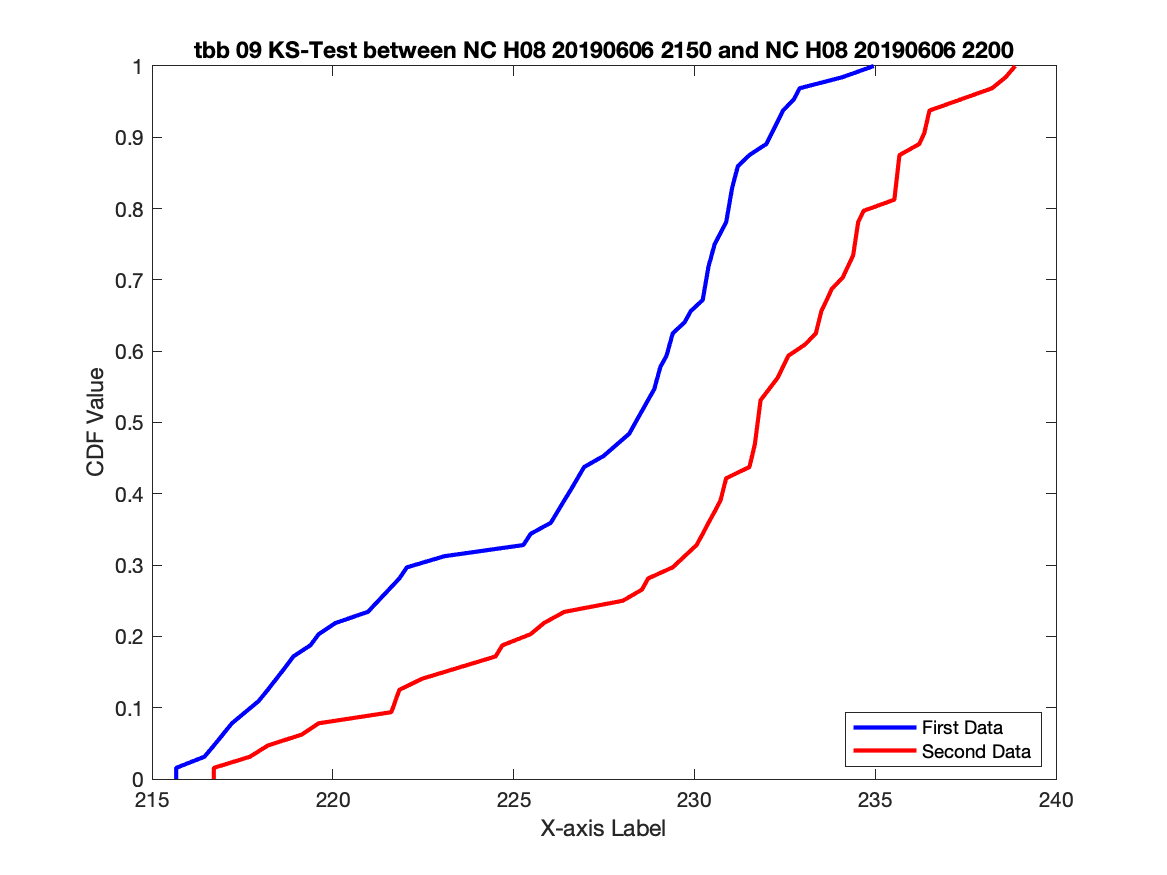 tbb 09 KS-Test between NC H08 20190606 2150 and NC H08 20190606 2200
1
0.9
0.8
0.7
0.6
0.5
0.4
0.3
0.2
0.1
0
CDF Value
First Data
Second Data
215 220 225 230 235 240
X-axis Label